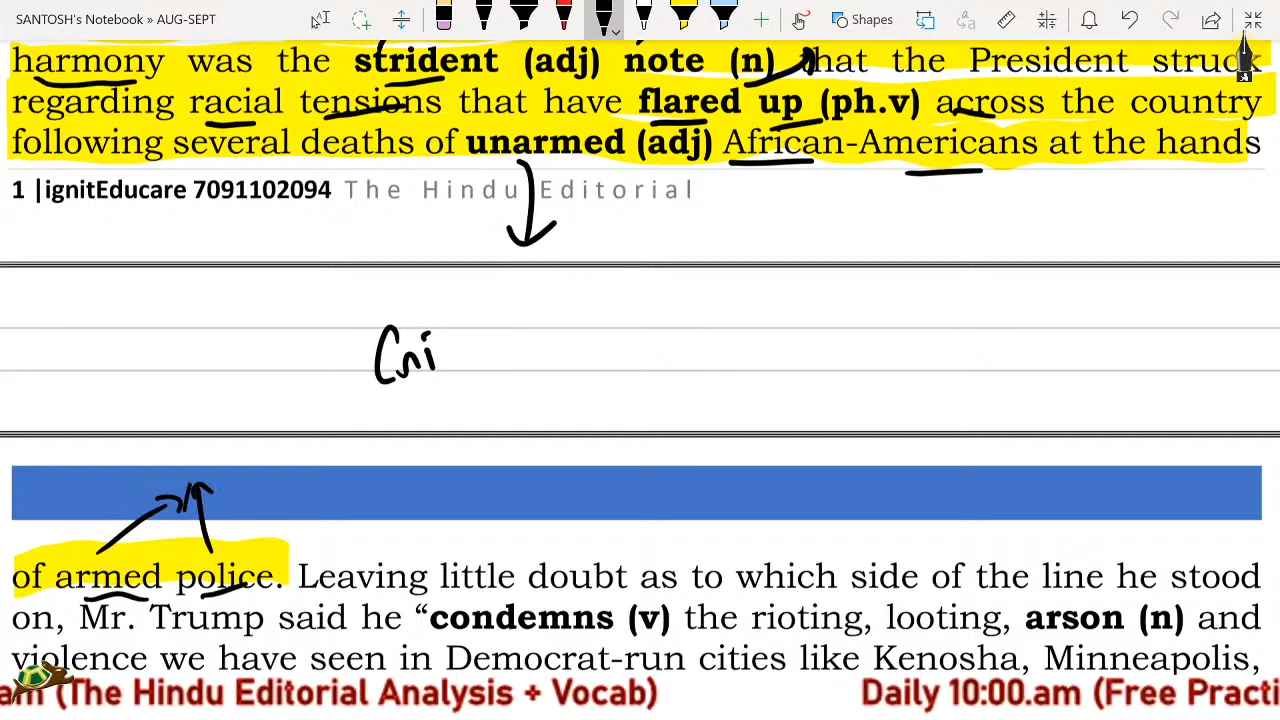 SANTOSH's Notebook » AUG-SEPT
Shapes
harmony was the strident (adj) note (n) that the President struck
regarding racial tensions that have flared up (ph.v) across the country
following several deaths of unarmed (adj) African-Americans at the hands
1 |ignitEducare 7091102094 The Hindu Editorial
of armed police. Leaving little doubt as to which side of the line he stood
on, Mr. Trump said he “condemns (v) the rioting, looting, arson (n) and
violence we have seen in Democrat-run cities like Kenosha, Minneapolis,
am (The Hindu Editorial Analysis + Vocab) Daily 10:00.am (Free Practi